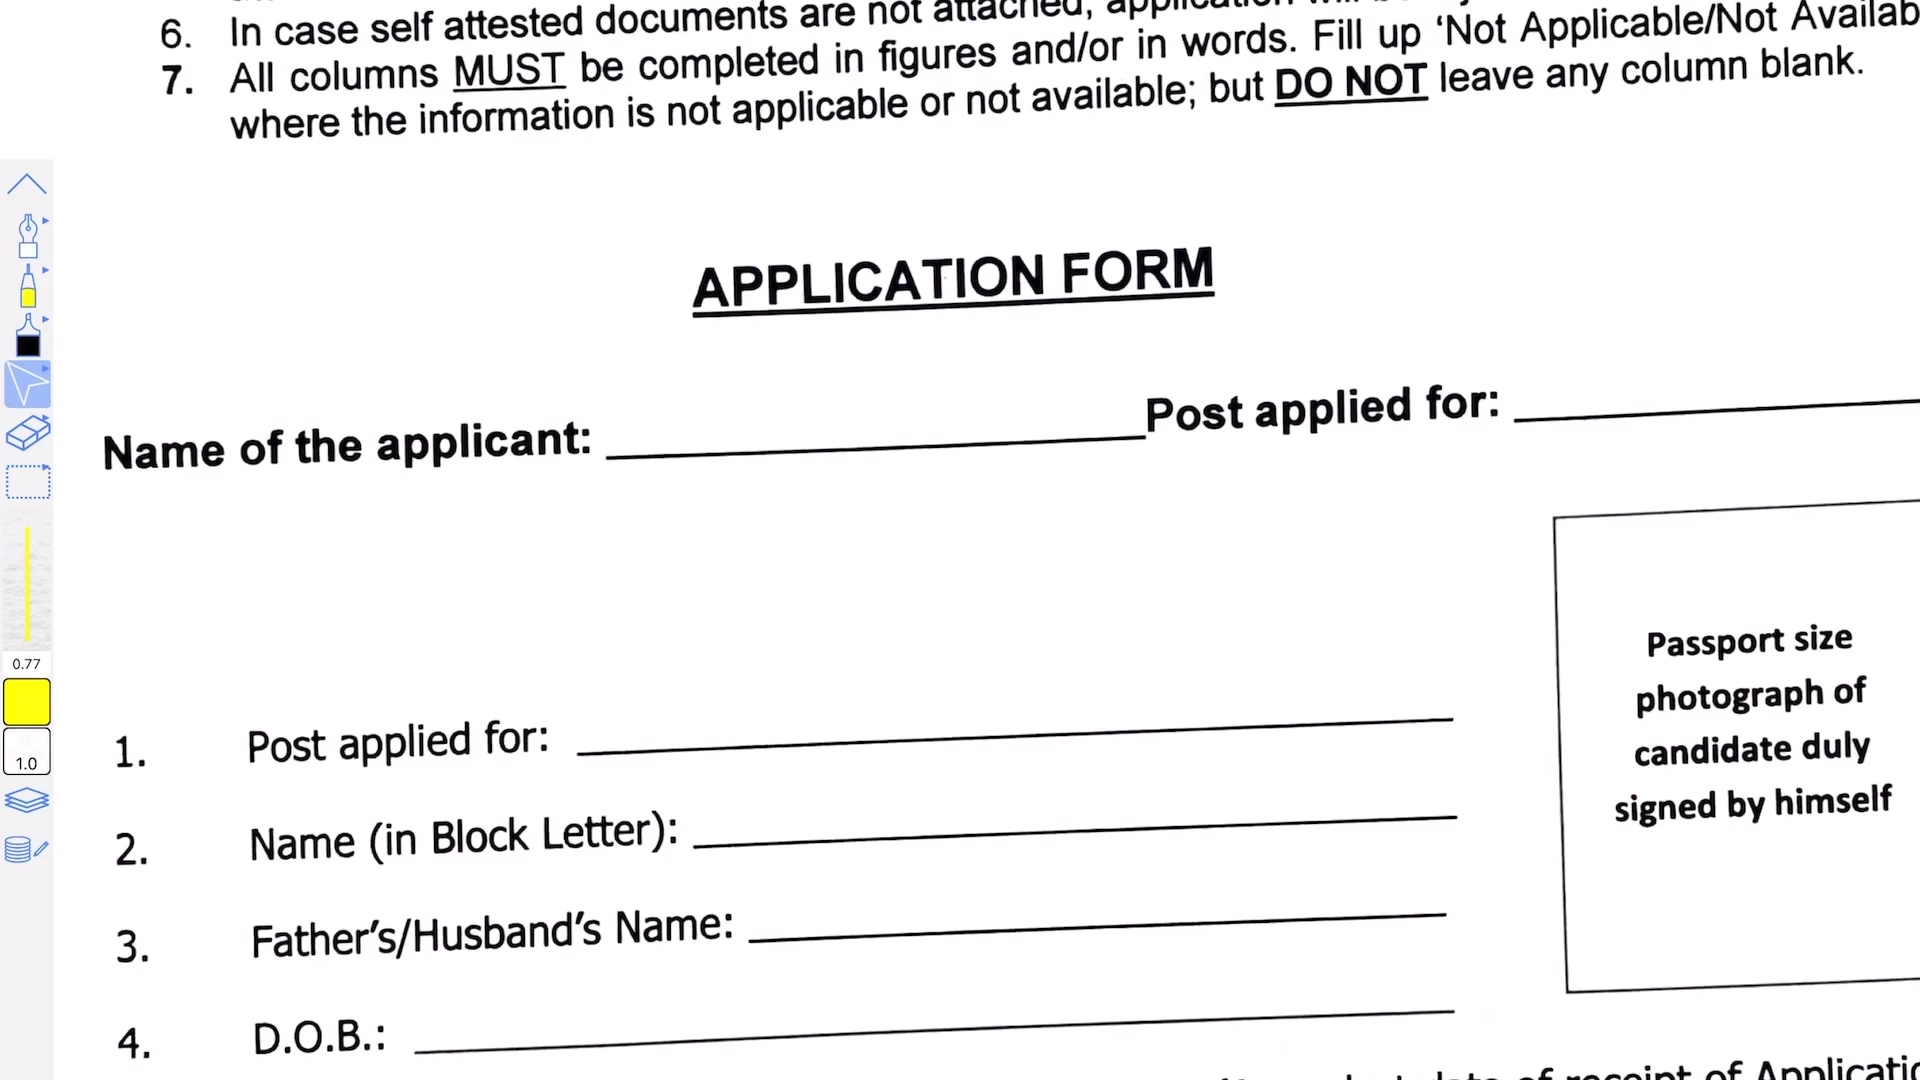 6. In case self attested documents are not attached,
7. All columns MUST be completed in figures and/or in words. Fill up ‘Not Applicable/Not
where the information is not applicable or not available; but DO NOT leave any column blank.
APPLICATION FORM
Name of the applicant: Post applied for:
Passport size
photograph of
candidate duly
signed by himself
1. Post applied for:
2. Name (in Block Letter):
3. Father’s/Husband’s Name:
4. D.O.B.:
date of receipt of
0.77
1.0